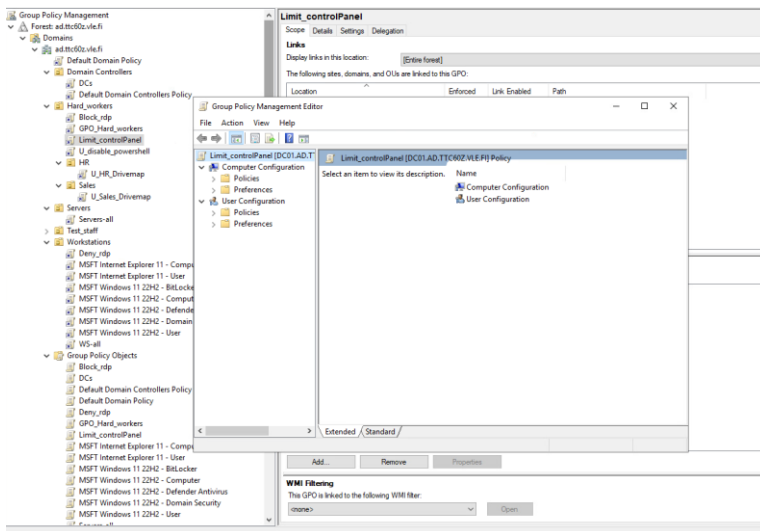 Group Policy Management
Forest: ad.ttc60z.vle.fi
Domains
ad.ttc60z.vle.fi
Default Domain Policy
Domain Controllers
DCs
Default Domain Controllers Policy
Hard_workers
Block_rdp
GPO_Hard_workers
Limit_controlPanel
U_disable_powershell
HR
U_HR_Drivemap
Sales
U_Sales_Drivemap
Servers
Servers-all
Test_staff
Workstations
Deny_rdp
MSFT Internet Explorer 11 - Compu
MSFT Internet Explorer 11 - User
MSFT Windows 11 22H2 - BitLocke
MSFT Windows 11 22H2 - Comput
MSFT Windows 11 22H2 - Defende
MSFT Windows 11 22H2 - Domain
MSFT Windows 11 22H2 - User
WS-all
Group Policy Objects
Block_rdp
DCs
Default Domain Controllers Policy
Default Domain Policy
Deny_rdp
GPO_Hard_workers
Limit_controlPanel
MSFT Internet Explorer 11 - Compu
MSFT Internet Explorer 11 - User
MSFT Windows 11 22H2 - BitLocker
MSFT Windows 11 22H2 - Computer
MSFT Windows 11 22H2 - Defender Antivirus
MSFT Windows 11 22H2 - Domain Security
MSFT Windows 11 22H2 - User
Servers-all
Limit_controlPanel
Scope Details Settings Delegation
Links
Display links in this location: [Entire forest]
The following sites, domains, and OUs are linked to this GPO:
Location Enforced Link Enabled Path
Group Policy Management Editor
File Action View Help
Limit_controlPanel [DC01.AD.T
Computer Configuration
Policies
Preferences
User Configuration
Policies
Preferences
Limit_controlPanel [DC01.AD.TTC60Z.VLE.FI] Policy
Select an item to view its description.
Name
Computer Configuration
User Configuration
Extended Standard
Add... Remove Properties
WMI Filtering
This GPO is linked to the following WMI filter:
<none> Open